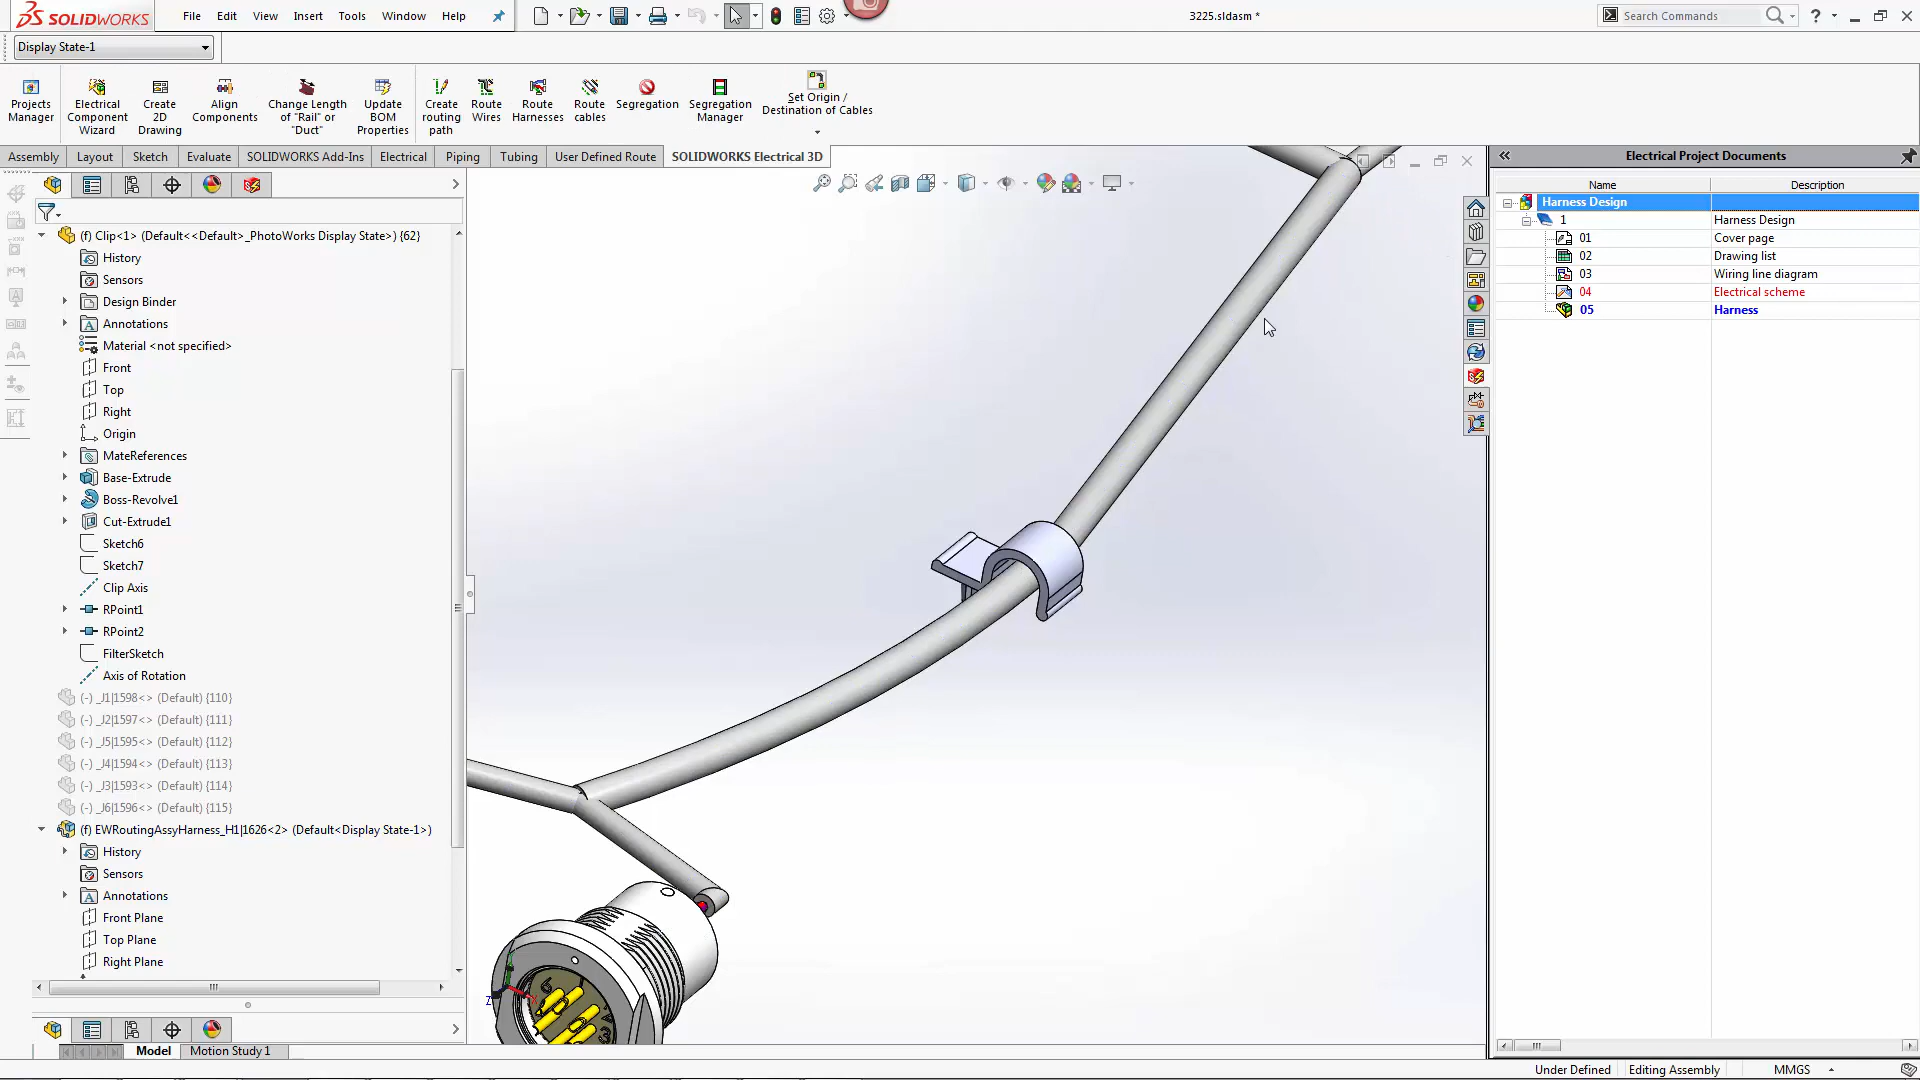 SOLIDWORKS File Edit View Insert Tools Window Help 3225.sldasm * Search Commands ?
Display State-1
Projects Manager
Electrical Component Wizard
Create 2D Drawing
Align Components
Change Length of "Rail" or "Duct"
Update BOM Properties
Create routing path
Route Wires
Route Harnesses
Route cables
Segregation
Segregation Manager
Set Origin / Destination of Cables
Assembly Layout Sketch Evaluate SOLIDWORKS Add-Ins Electrical Piping Tubing User Defined Route SOLIDWORKS Electrical 3D
(f) Clip<1> (Default<<Default>_PhotoWorks Display State>) {62}
History
Sensors
Design Binder
Annotations
Material <not specified>
Front
Top
Right
Origin
MateReferences
Base-Extrude
Boss-Revolve1
Cut-Extrude1
Sketch6
Sketch7
Clip Axis
RPoint1
RPoint2
FilterSketch
Axis of Rotation
(-) _J1|1598<> (Default) {110}
(-) _J2|1597<> (Default) {111}
(-) _J5|1595<> (Default) {112}
(-) _J4|1594<> (Default) {113}
(-) _J3|1593<> (Default) {114}
(-) _J6|1596<> (Default) {115}
(f) EWRoutingAssyHarness_H1|1626<2> (Default<Display State-1>)
History
Sensors
Annotations
Front Plane
Top Plane
Right Plane
Model Motion Study 1
Z X
6
3
Electrical Project Documents
Name Description
Harness Design
1 Harness Design
01 Cover page
02 Drawing list
03 Wiring line diagram
04 Electrical scheme
05 Harness
Under Defined Editing Assembly MMGS